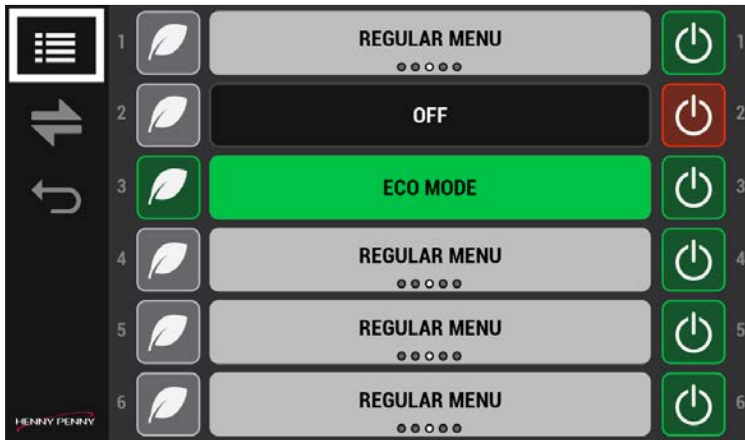 1 REGULAR MENU 1
2 OFF 2
3 ECO MODE 3
4 REGULAR MENU 4
5 REGULAR MENU 5
6 REGULAR MENU 6
HENNY PENNY